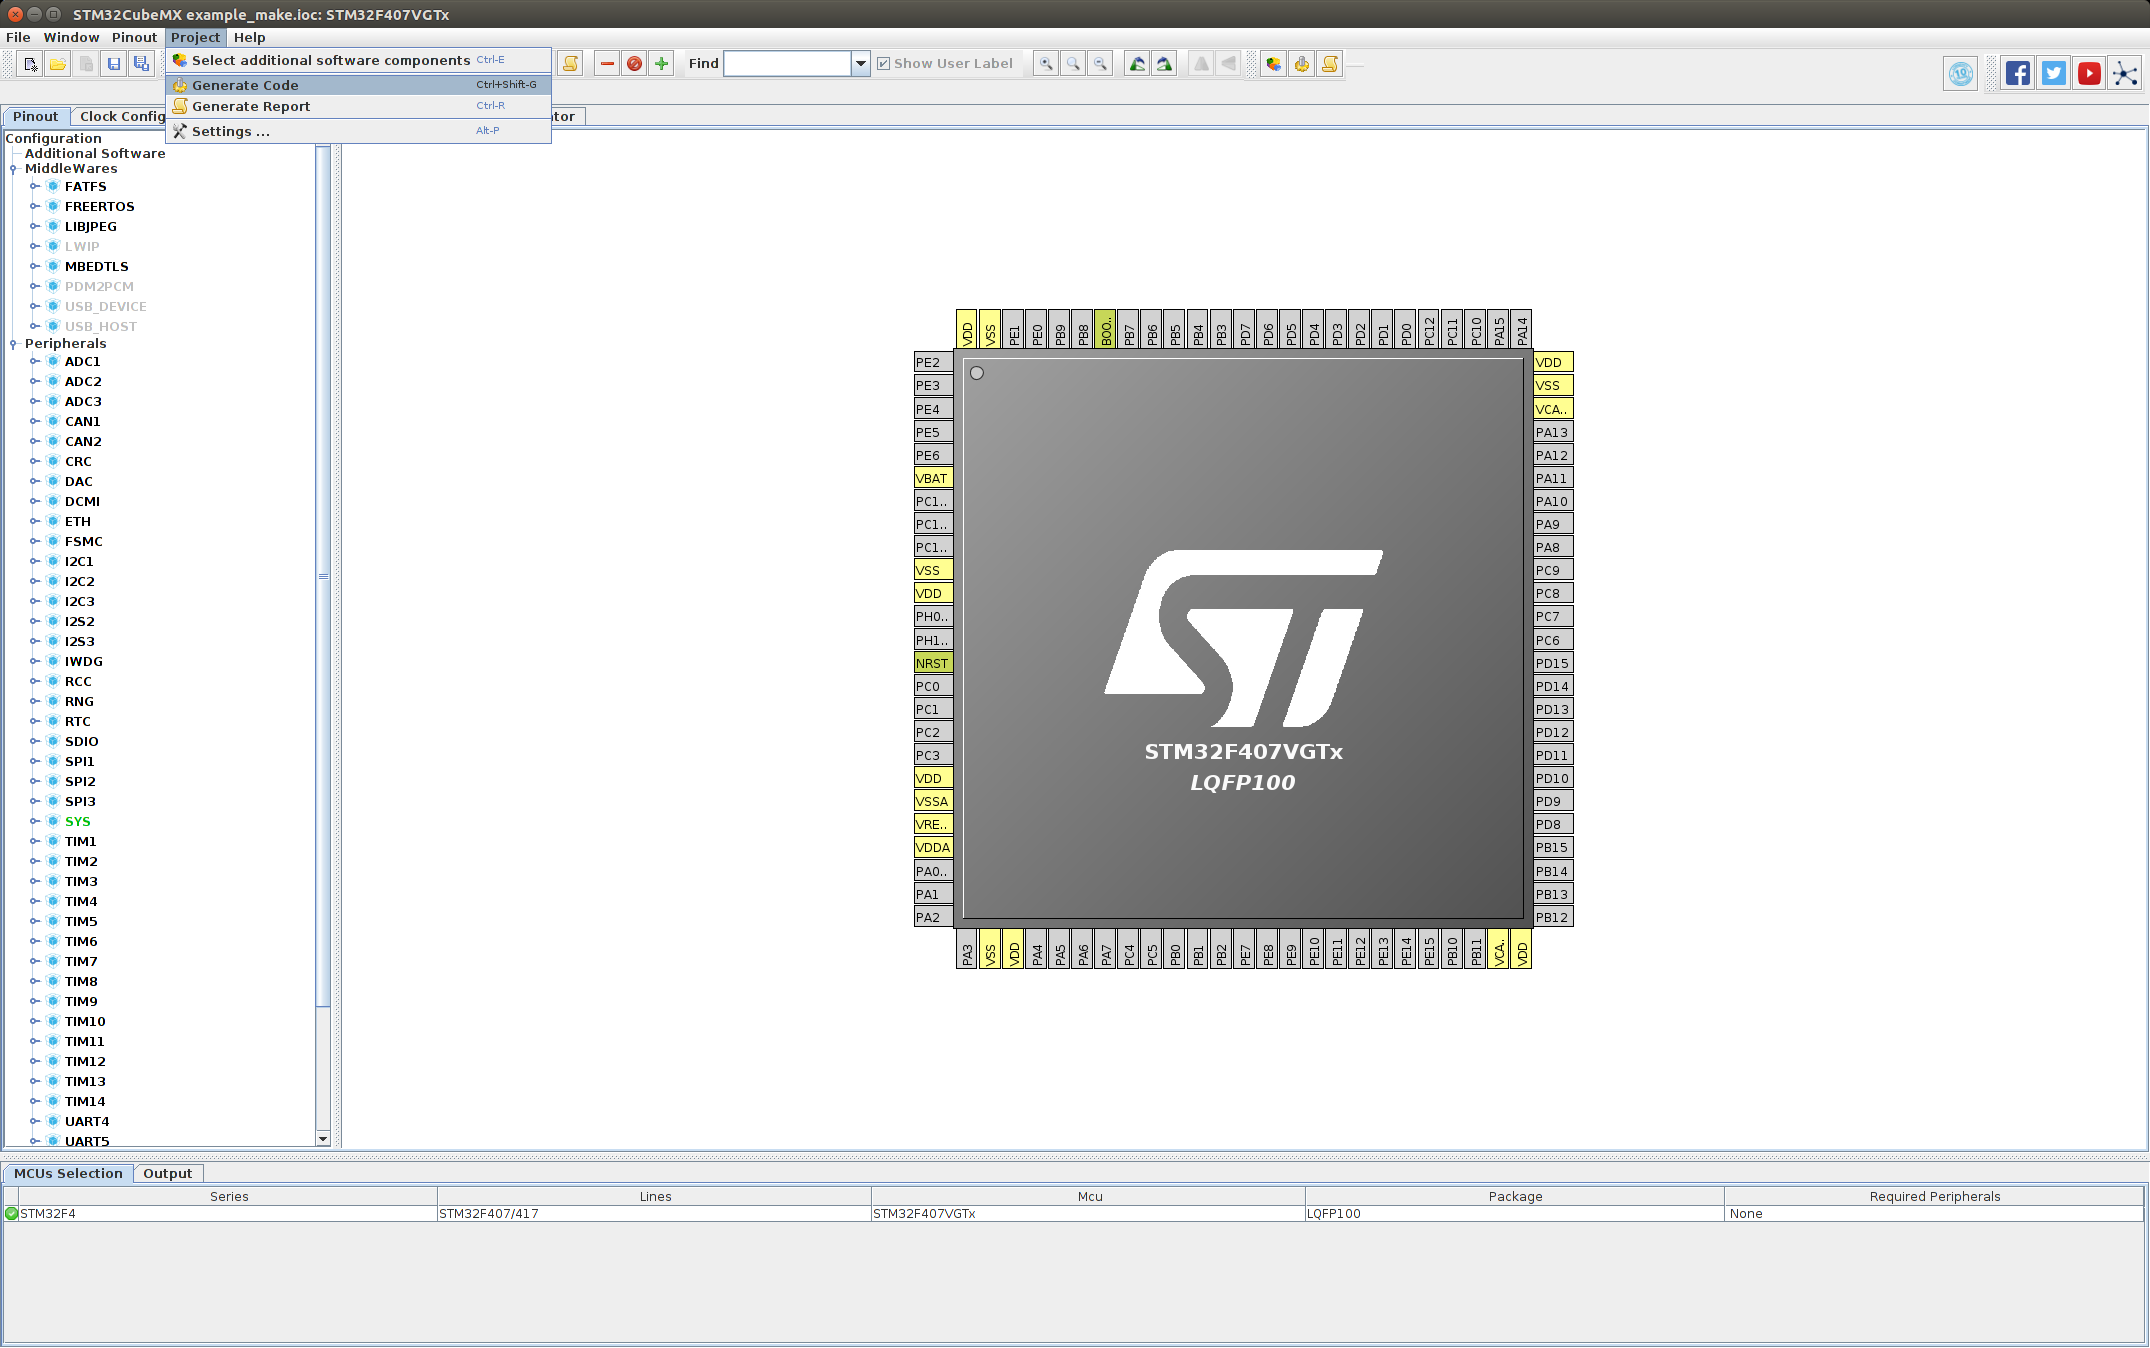 STM32CubeMX example_make.ioc: STM32F407VGTx
File Window Pinout Project Help
Select additional software components Ctrl-E
Generate Code Ctrl+Shift-G
Generate Report Ctrl-R
Settings ... Alt-P
Find
Show User Label
Pinout
Clock Config
tor
Configuration
Additional Software
MiddleWares
FATFS
FREERTOS
LIBJPEG
LWIP
MBEDTLS
PDM2PCM
USB_DEVICE
USB_HOST
Peripherals
ADC1
ADC2
ADC3
CAN1
CAN2
CRC
DAC
DCMI
ETH
FSMC
I2C1
I2C2
I2C3
I2S2
I2S3
IWDG
RCC
RNG
RTC
SDIO
SPI1
SPI2
SPI3
SYS
TIM1
TIM2
TIM3
TIM4
TIM5
TIM6
TIM7
TIM8
TIM9
TIM10
TIM11
TIM12
TIM13
TIM14
UART4
UART5
VDD VSS PE1 PE0 PB9 PB8 BOO.. PB7 PB6 PB5 PB4 PB3 PD7 PD6 PD5 PD4 PD3 PD2 PD1 PD0 PC12 PC11 PC10 PA15 PA14
PE2
PE3
PE4
PE5
PE6
VBAT
PC1..
PC1..
PC1..
VSS
VDD
PH0..
PH1..
NRST
PC0
PC1
PC2
PC3
VDD
VSSA
VRE..
VDDA
PA0..
PA1
PA2
ST
STM32F407VGTx
LQFP100
VDD
VSS
VCA..
PA13
PA12
PA11
PA10
PA9
PA8
PC9
PC8
PC7
PC6
PD15
PD14
PD13
PD12
PD11
PD10
PD9
PD8
PB15
PB14
PB13
PB12
PA3 VSS VDD PA4 PA5 PA6 PA7 PC4 PC5 PB0 PB1 PB2 PE7 PE8 PE9 PE10 PE11 PE12 PE13 PE14 PE15 PB10 PB11 VCA.. VDD
MCUs Selection Output
Series Lines Mcu Package Required Peripherals
STM32F4 STM32F407/417 STM32F407VGTx LQFP100 None